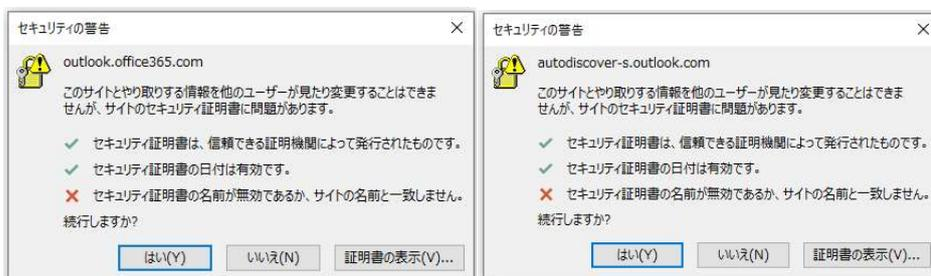 セキュリティの警告
outlook.office365.com
このサイトとやり取りする情報を他のユーザーが見たり変更することはできま
せんが、サイトのセキュリティ証明書に問題があります。
セキュリティ証明書は、信頼できる証明機関によって発行されたものです。
セキュリティ証明書の日付は有効です。
セキュリティ証明書の名前が無効であるか、サイトの名前と一致しません。
続行しますか?
はい(Y) いいえ(N) 証明書の表示(V)...
セキュリティの警告
autodiscover-s.outlook.com
このサイトとやり取りする情報を他のユーザーが見たり変更することはできま
せんが、サイトのセキュリティ証明書に問題があります。
セキュリティ証明書は、信頼できる証明機関によって発行されたものです。
セキュリティ証明書の日付は有効です。
セキュリティ証明書の名前が無効であるか、サイトの名前と一致しません。
続行しますか?
はい(Y) いいえ(N) 証明書の表示(V)...